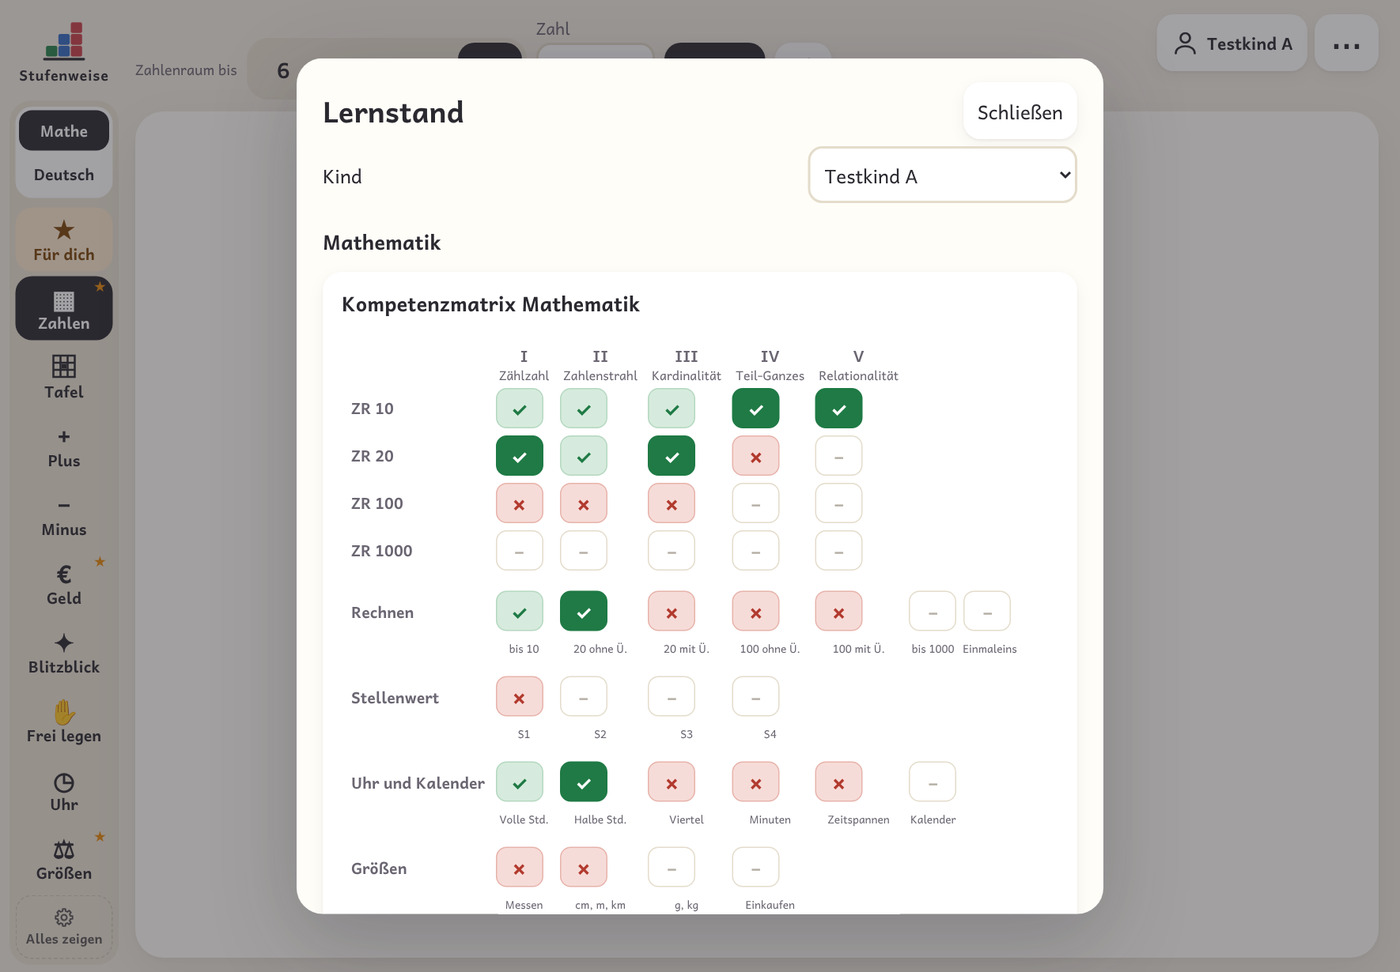 Stufenweise
Zahlenraum bis
6
Zahl
Testkind A
...
Mathe
Deutsch
★
Für dich
Zahlen
Tafel
+
Plus
−
Minus
€
Geld
Blitzblick
Frei legen
Uhr
Größen
Alles zeigen
Lernstand
Schließen
Kind
Testkind A
Mathematik
Kompetenzmatrix Mathematik
I II III IV V
Zählzahl Zahlenstrahl Kardinalität Teil-Ganzes Relationalität
ZR 10 ✓ ✓ ✓ ✓ ✓
ZR 20 ✓ ✓ ✓ × –
ZR 100 × × × – –
ZR 1000 – – – – –
Rechnen ✓ ✓ × × × – –
bis 10 20 ohne Ü. 20 mit Ü. 100 ohne Ü. 100 mit Ü. bis 1000 Einmaleins
Stellenwert × – – –
S1 S2 S3 S4
Uhr und Kalender ✓ ✓ × × × –
Volle Std. Halbe Std. Viertel Minuten Zeitspannen Kalender
Größen × × – –
Messen cm, m, km g, kg Einkaufen